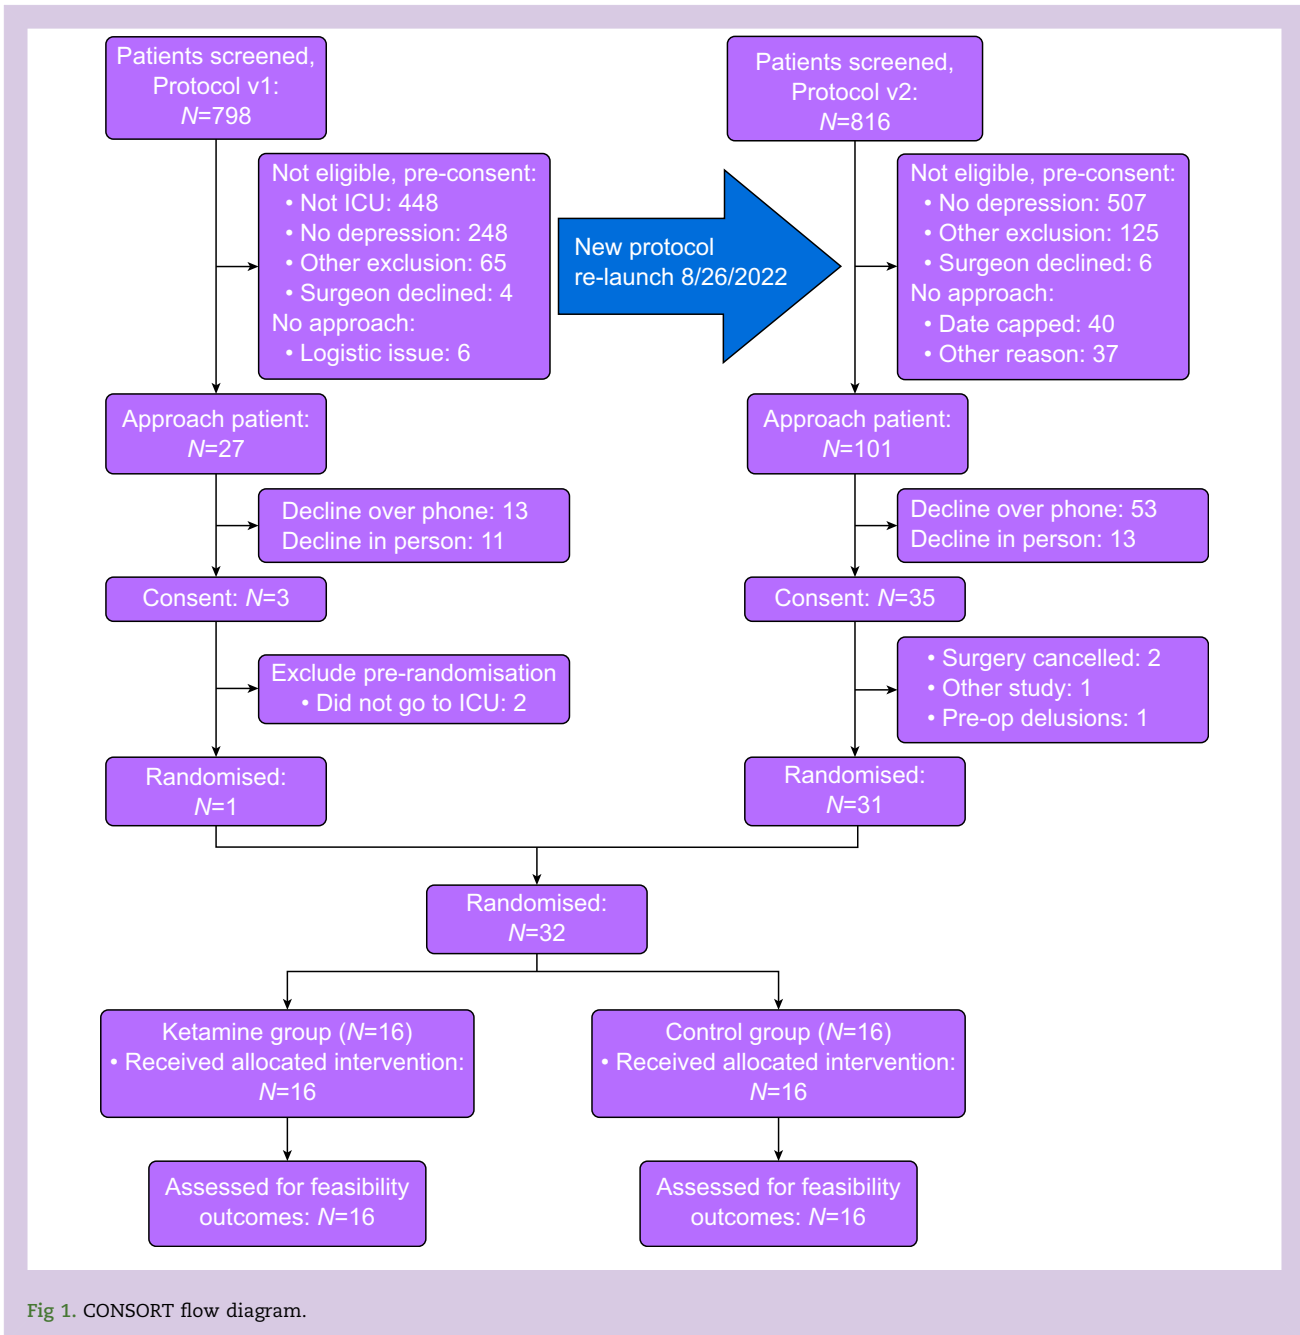 Patients screened,
Protocol v1:
N=798
Not eligible, pre-consent:
• Not ICU: 448
• No depression: 248
• Other exclusion: 65
• Surgeon declined: 4
No approach:
• Logistic issue: 6
Approach patient:
N=27
Decline over phone: 13
Decline in person: 11
Consent: N=3
Exclude pre-randomisation
• Did not go to ICU: 2
Randomised:
N=1
New protocol
re-launch 8/26/2022
Patients screened,
Protocol v2:
N=816
Not eligible, pre-consent:
• No depression: 507
• Other exclusion: 125
• Surgeon declined: 6
No approach:
• Date capped: 40
• Other reason: 37
Approach patient:
N=101
Decline over phone: 53
Decline in person: 13
Consent: N=35
• Surgery cancelled: 2
• Other study: 1
• Pre-op delusions: 1
Randomised:
N=31
Randomised:
N=32
Ketamine group (N=16)
• Received allocated intervention:
N=16
Assessed for feasibility
outcomes: N=16
Control group (N=16)
• Received allocated intervention:
N=16
Assessed for feasibility
outcomes: N=16
Fig 1. CONSORT flow diagram.